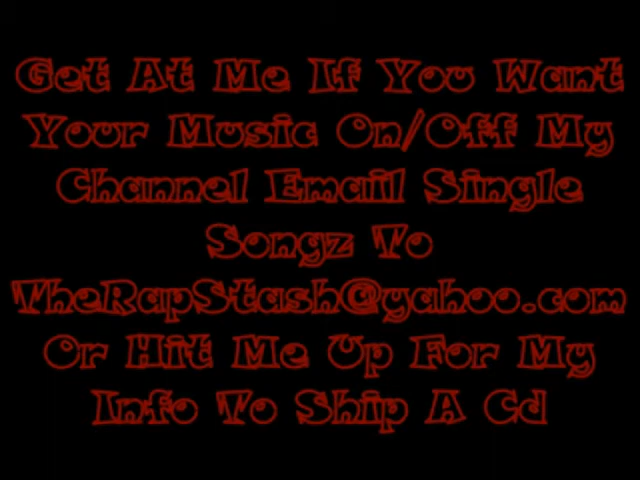 Get At Me If You Want
Your Music On/Off My
Channel Email Single
Songz To
TheRapStash@yahoo.com
Or Hit Me Up For My
Info To Ship A Cd